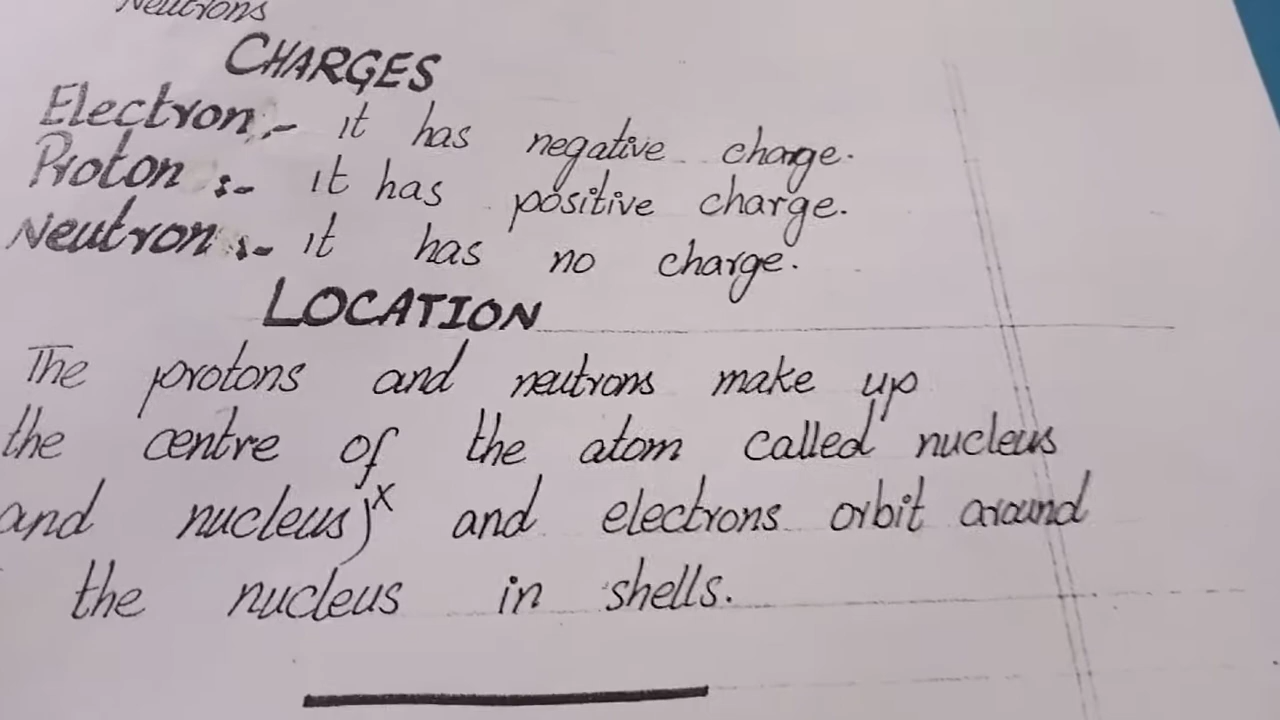 Neutrons
CHARGES
Electron:- it has negative charge.
Proton :- it has positive charge.
Neutron:- it has no charge.
LOCATION
The protons and neutrons make up
the centre of the atom called nucleus
and nucleus)x and electrons orbit around
the nucleus in shells.